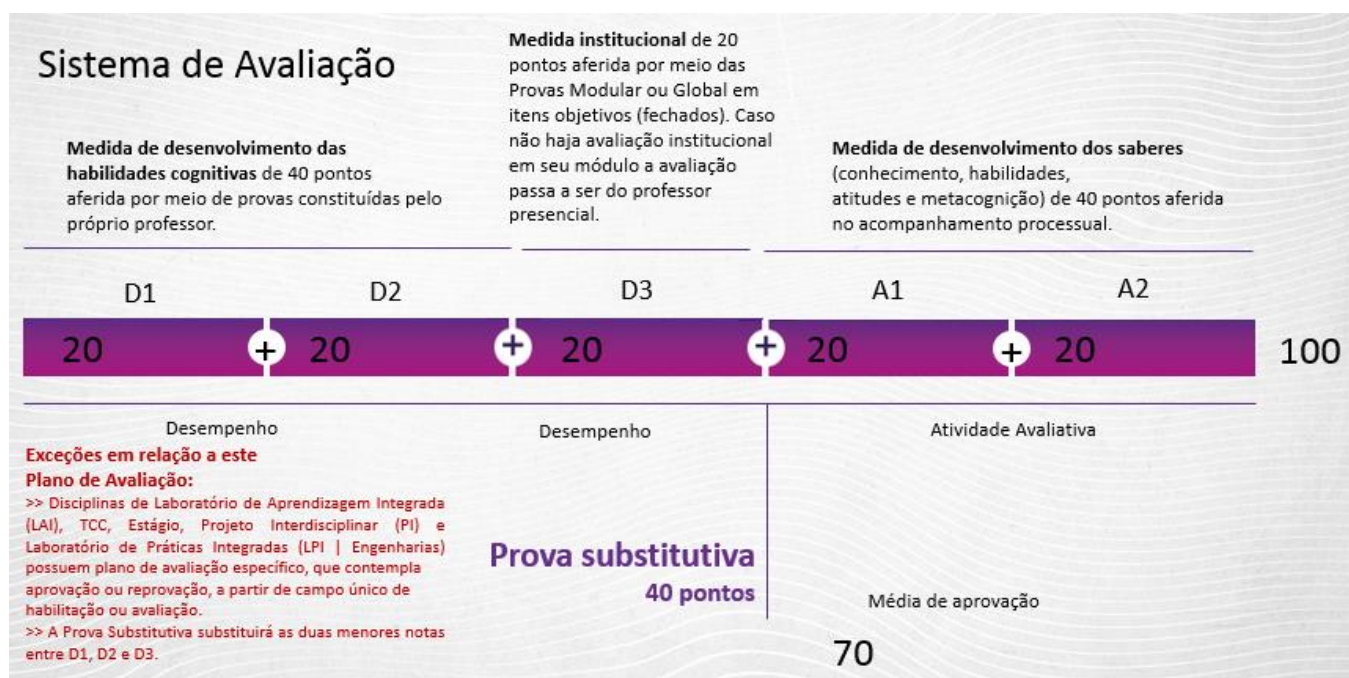 Sistema de Avaliação
Medida de desenvolvimento das
habilidades cognitivas de 40 pontos
aferida por meio de provas constituídas pelo
próprio professor.
Medida institucional de 20
pontos aferida por meio das
Provas Modular ou Global em
itens objetivos (fechados). Caso
não haja avaliação institucional
em seu módulo a avaliação
passa a ser do professor
presencial.
Medida de desenvolvimento dos saberes
(conhecimento, habilidades,
atitudes e metacognição) de 40 pontos aferida
no acompanhamento processual.
D1 D2 D3 A1 A2
20 + 20 + 20 + 20 + 20 100
Desempenho
Desempenho
Atividade Avaliativa
Exceções em relação a este
Plano de Avaliação:
>> Disciplinas de Laboratório de Aprendizagem Integrada
(LAI), TCC, Estágio, Projeto Interdisciplinar (PI) e
Laboratório de Práticas Integradas (LPI | Engenharias)
possuem plano de avaliação específico, que contempla
aprovação ou reprovação, a partir de campo único de
habilitação ou avaliação.
>> A Prova Substitutiva substituirá as duas menores notas
entre D1, D2 e D3.
Prova substitutiva
40 pontos
Média de aprovação
70